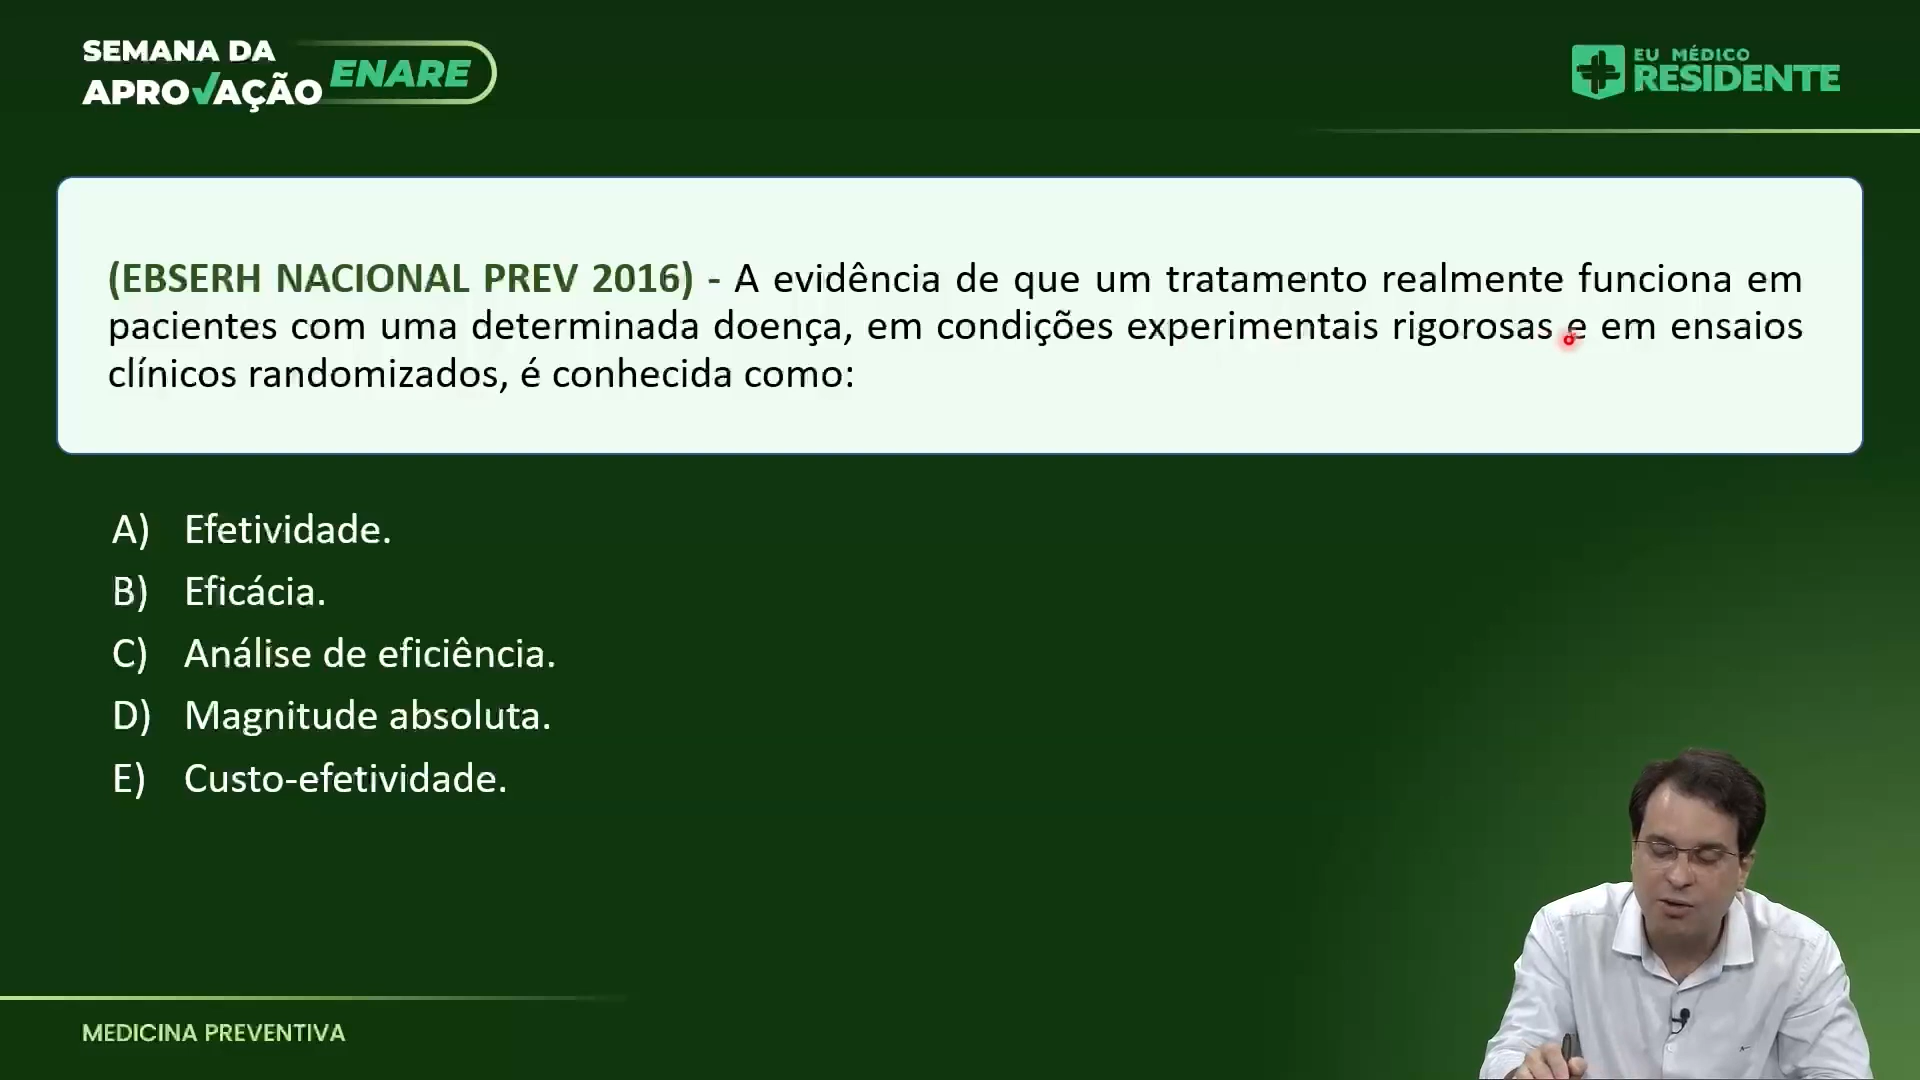 SEMANA DA
APROVAÇÃO ENARE
EU MÉDICO
RESIDENTE
(EBSERH NACIONAL PREV 2016) - A evidência de que um tratamento realmente funciona em
pacientes com uma determinada doença, em condições experimentais rigorosas e em ensaios
clínicos randomizados, é conhecida como:
A) Efetividade.
B) Eficácia.
C) Análise de eficiência.
D) Magnitude absoluta.
E) Custo-efetividade.
MEDICINA PREVENTIVA